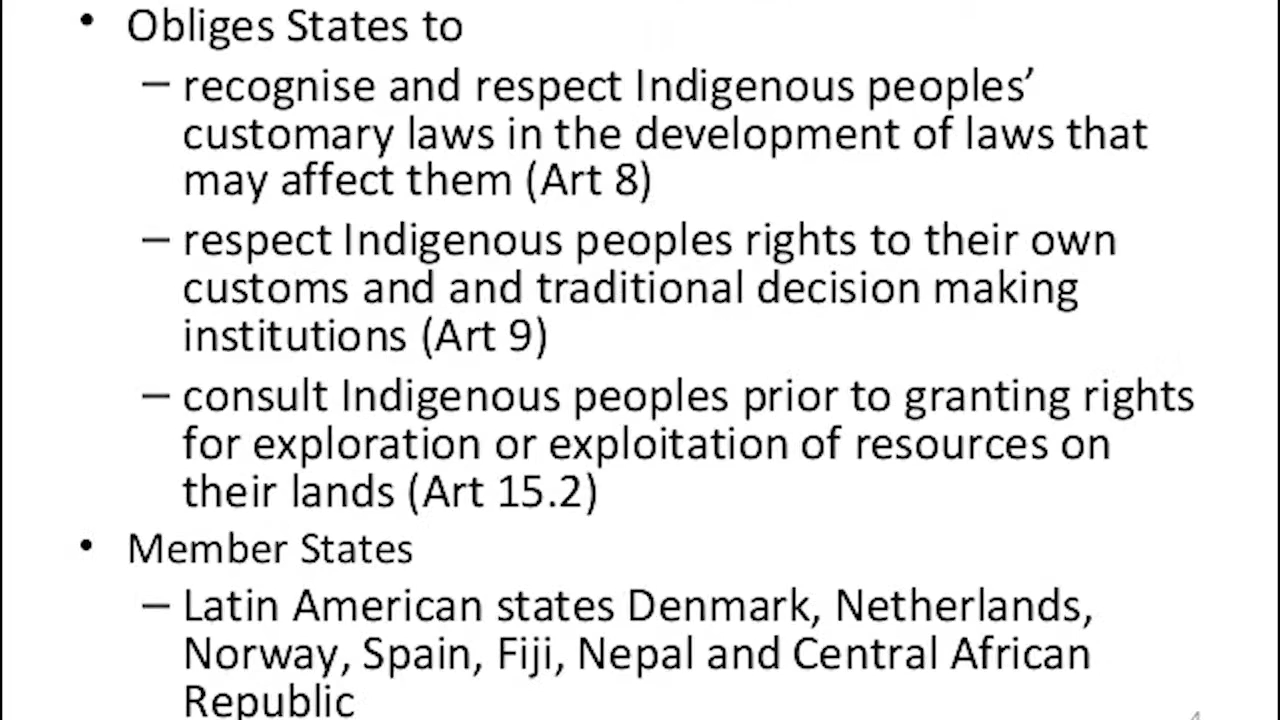 • Obliges States to
– recognise and respect Indigenous peoples’
customary laws in the development of laws that
may affect them (Art 8)
– respect Indigenous peoples rights to their own
customs and and traditional decision making
institutions (Art 9)
– consult Indigenous peoples prior to granting rights
for exploration or exploitation of resources on
their lands (Art 15.2)
• Member States
– Latin American states Denmark, Netherlands,
Norway, Spain, Fiji, Nepal and Central African
Republic
4